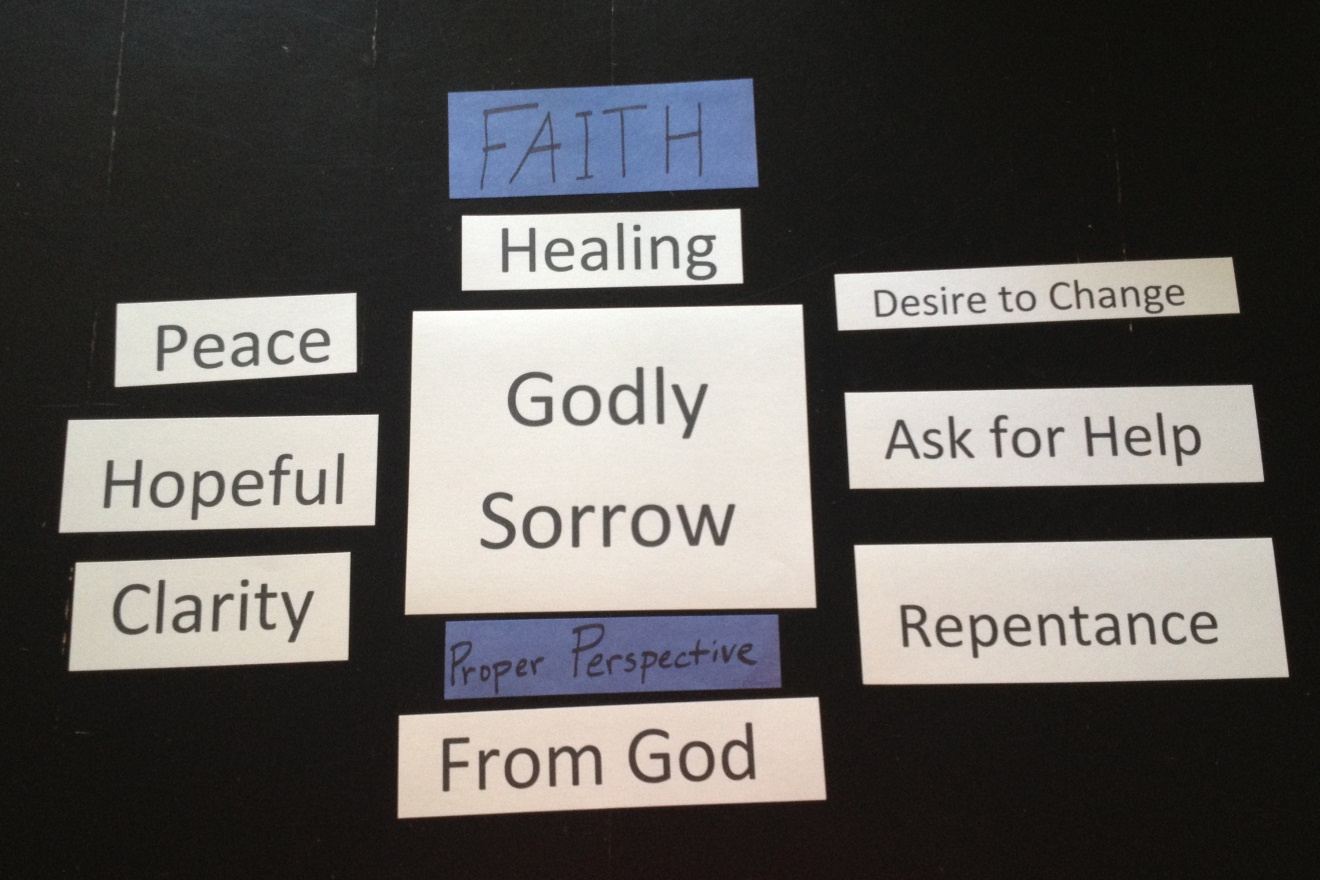 FAITH
Healing
Desire to Change
Peace
Godly
Sorrow
Ask for Help
Hopeful
Clarity
Repentance
Proper Perspective
From God